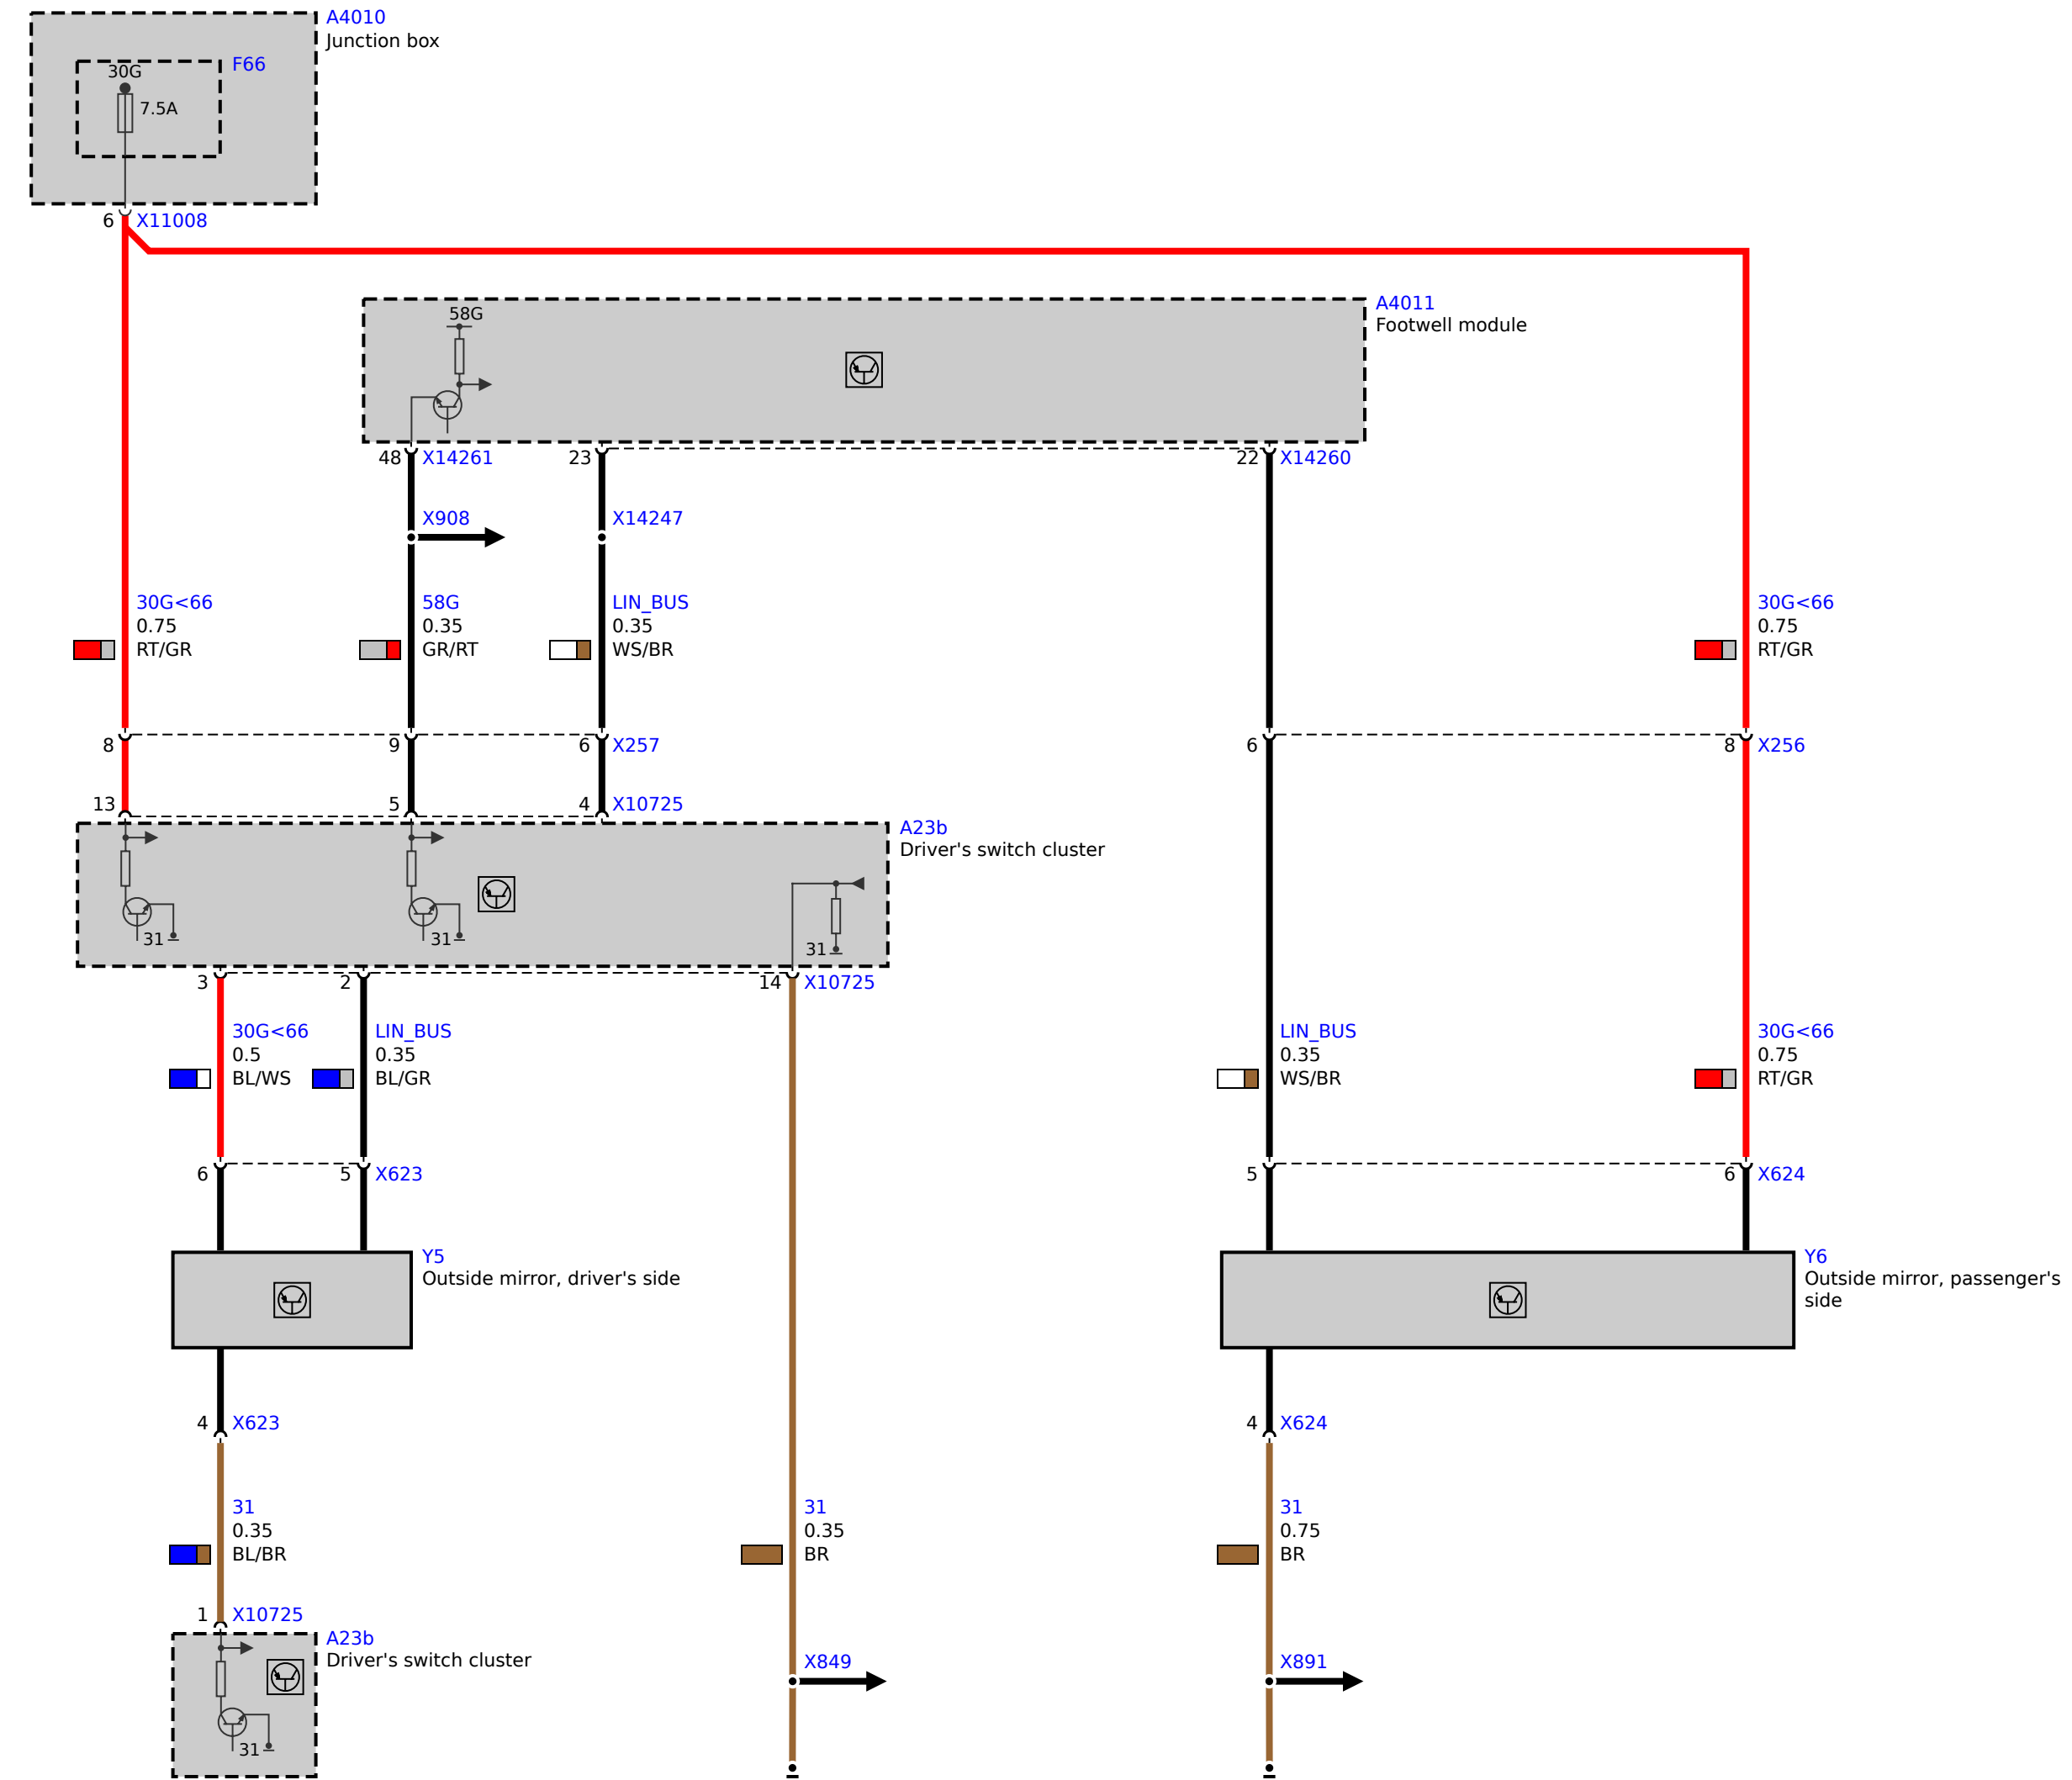 A4010
Junction box
F66
30G
7.5A
6 X11008
A4011
Footwell module
58G
48 X14261
23
22 X14260
X908
X14247
30G<66
0.75
RT/GR
58G
0.35
GR/RT
LIN_BUS
0.35
WS/BR
30G<66
0.75
RT/GR
8
9
6 X257
6
8 X256
13
5
4 X10725
A23b
Driver's switch cluster
31
31
31
3
2
14 X10725
30G<66
0.5
BL/WS
LIN_BUS
0.35
BL/GR
LIN_BUS
0.35
WS/BR
30G<66
0.75
RT/GR
6
5 X623
5
6 X624
Y5
Outside mirror, driver's side
Y6
Outside mirror, passenger's
side
4 X623
4 X624
31
0.35
BL/BR
31
0.35
BR
31
0.75
BR
1 X10725
A23b
Driver's switch cluster
31
X849
X891